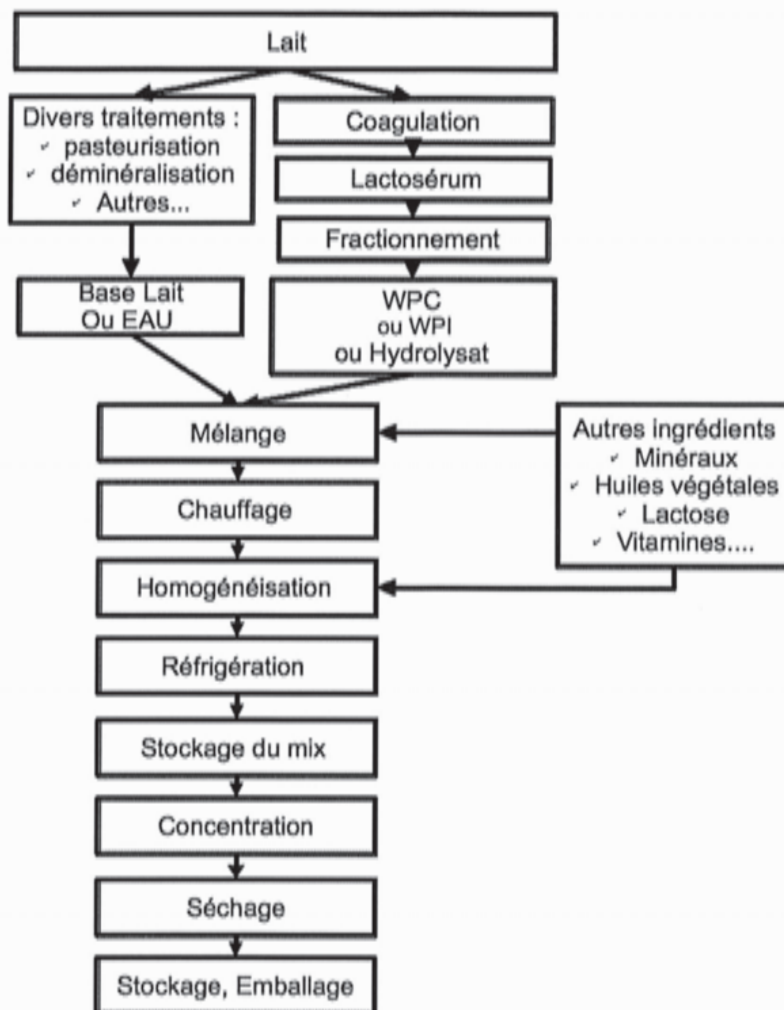 Lait
Divers traitements :
✓ pasteurisation
✓ déminéralisation
✓ Autres...
Coagulation
Lactosérum
Fractionnement
Base Lait
Ou EAU
WPC
ou WPI
ou Hydrolysat
Mélange
Autres ingrédients
✓ Minéraux
✓ Huiles végétales
✓ Lactose
✓ Vitamines....
Chauffage
Homogénéisation
Réfrigération
Stockage du mix
Concentration
Séchage
Stockage, Emballage